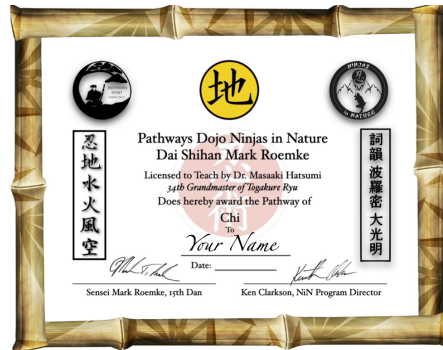 地
NINJAS
in NATURE
忍地水火風空
詞韻波羅密大光明
Pathways Dojo Ninjas in Nature
Dai Shihan Mark Roemke
Licensed to Teach by Dr. Masaaki Hatsumi
34th Grandmaster of Togakure Ryu
Does hereby award the Pathway of
Chi
To
Your Name
Date:
Sensei Mark Roemke, 15th Dan
Ken Clarkson, NiN Program Director